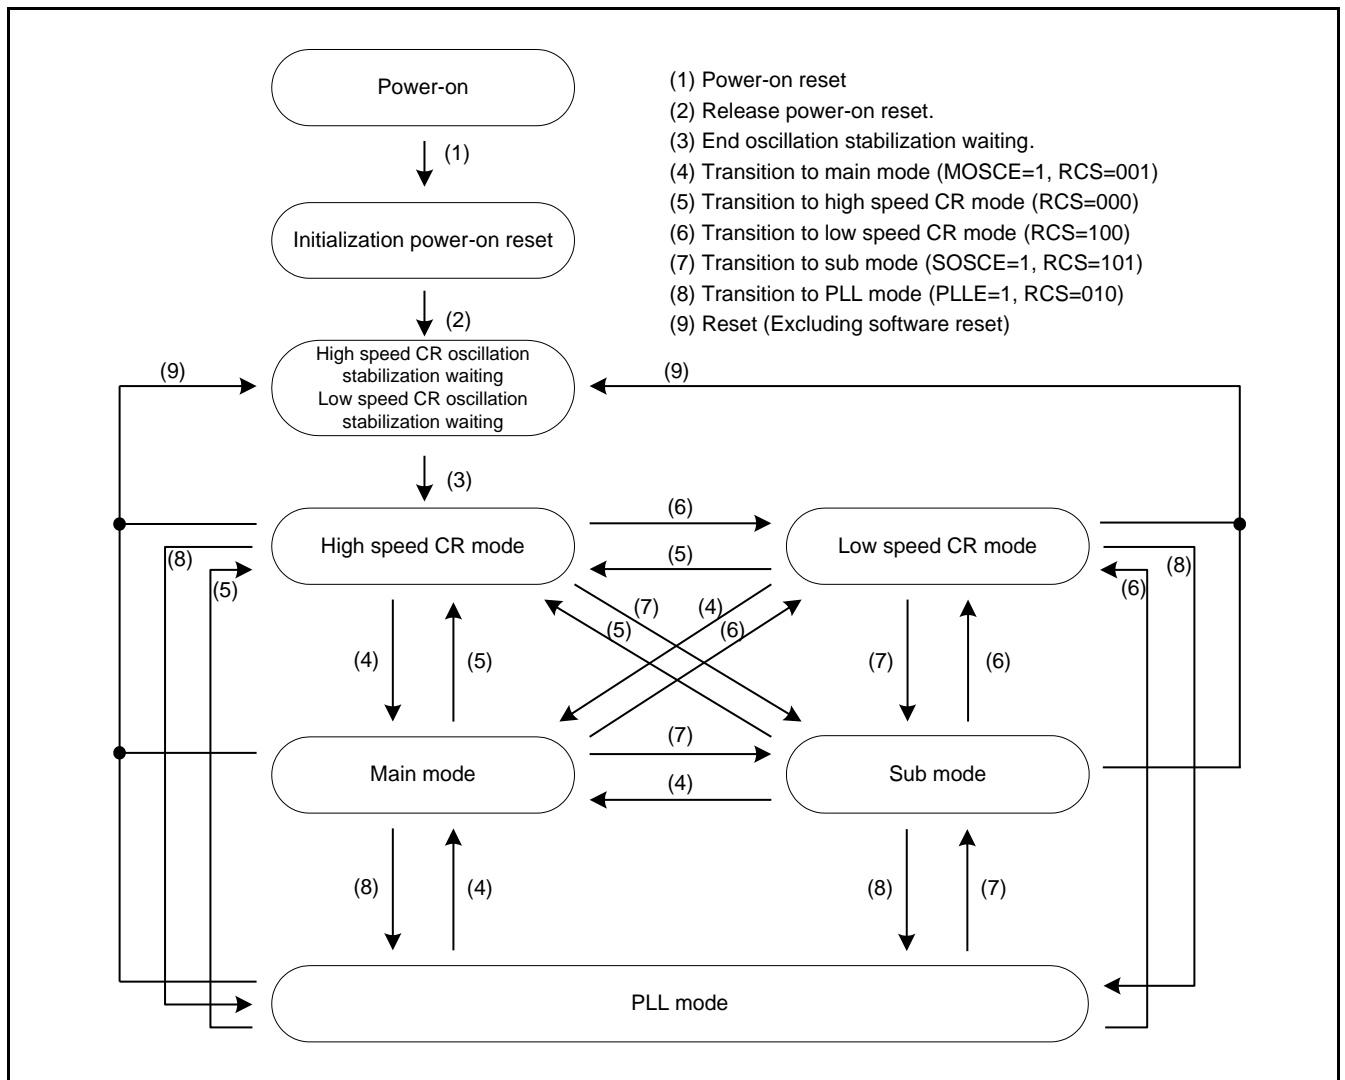 Power-on
(1) Power-on reset
(2) Release power-on reset.
(3) End oscillation stabilization waiting.
(4) Transition to main mode (MOSCE=1, RCS=001)
(5) Transition to high speed CR mode (RCS=000)
(6) Transition to low speed CR mode (RCS=100)
(7) Transition to sub mode (SOSCE=1, RCS=101)
(8) Transition to PLL mode (PLLE=1, RCS=010)
(9) Reset (Excluding software reset)
(1)
Initialization power-on reset
(2)
High speed CR oscillation
stabilization waiting
Low speed CR oscillation
stabilization waiting
(9)
(9)
(3)
(6)
High speed CR mode
Low speed CR mode
(5)
(8)
(5)
(8)
(6)
(7)
(4)
(5)
(6)
(4)
(5)
(7)
(6)
(7)
Main mode
Sub mode
(4)
(8)
(4)
(8)
(7)
PLL mode